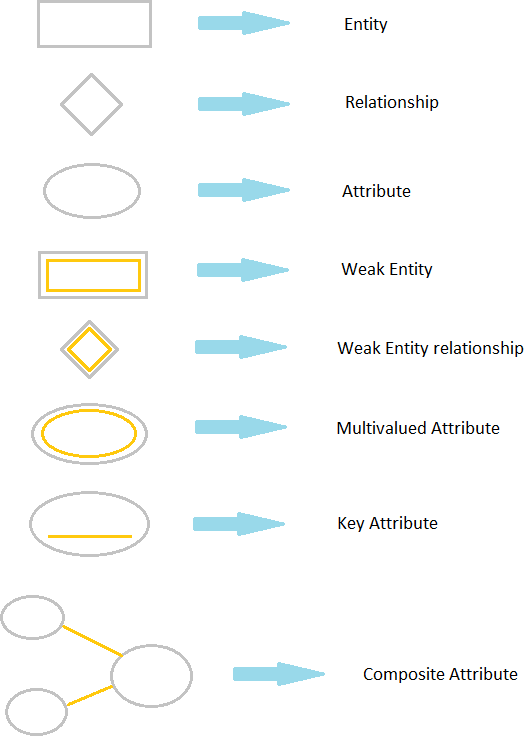 Entity
Relationship
Attribute
Weak Entity
Weak Entity relationship
Multivalued Attribute
Key Attribute
Composite Attribute